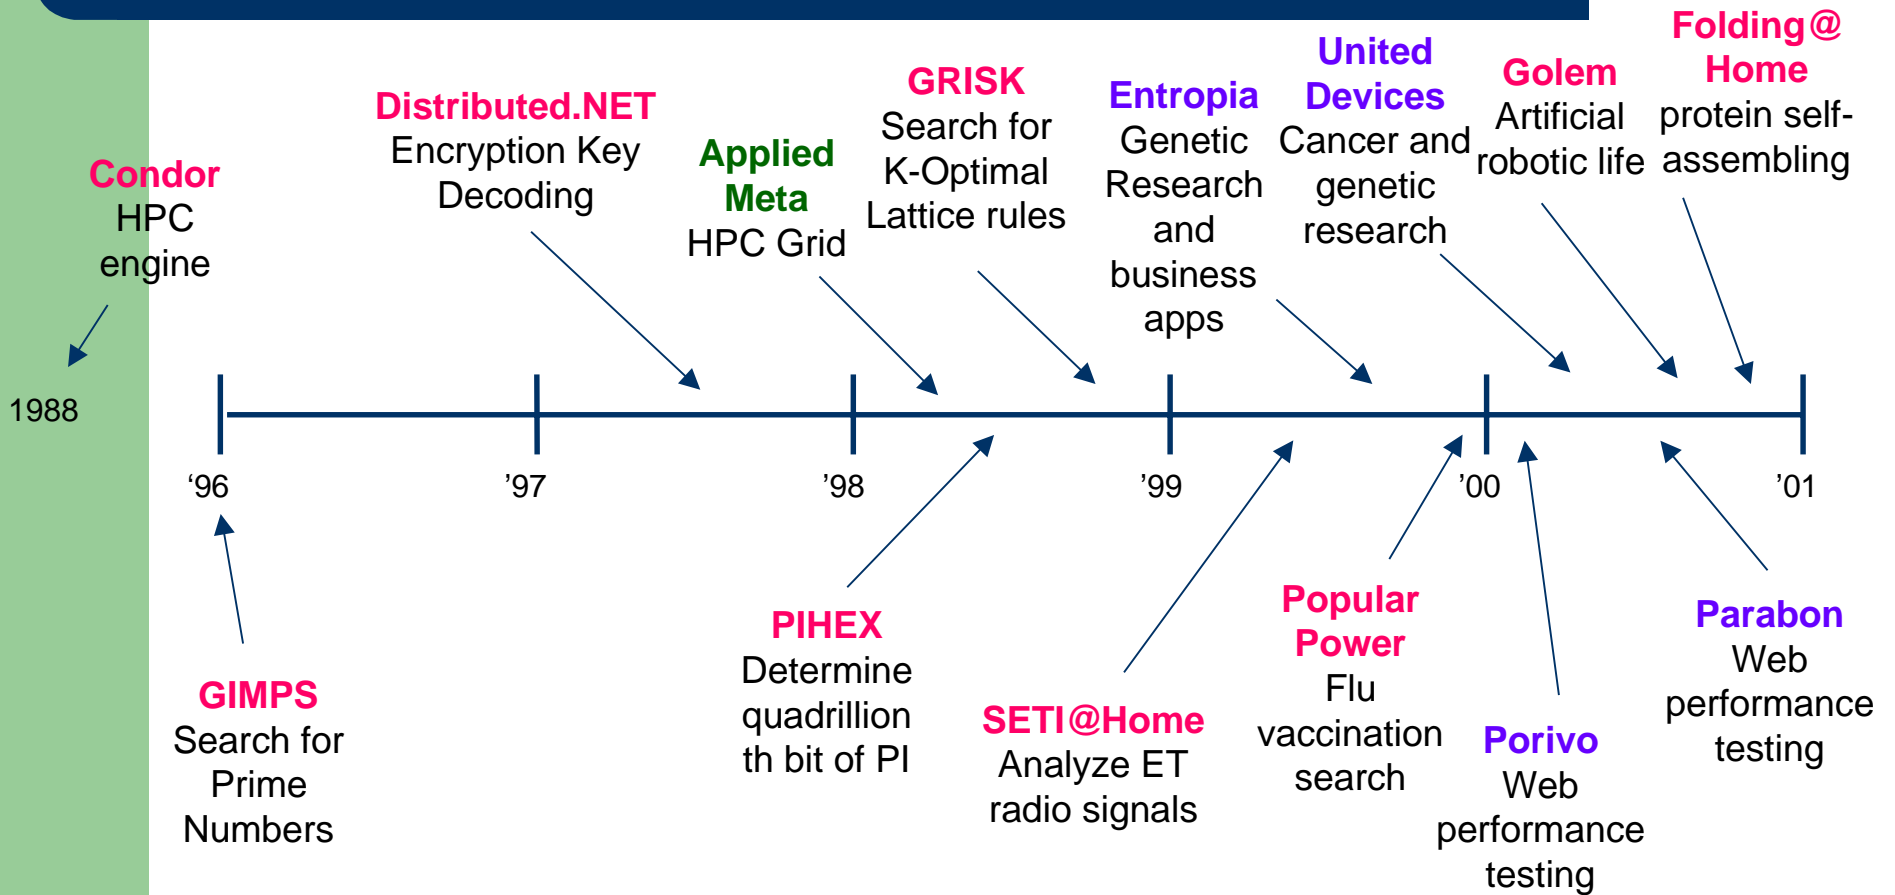 Condor
HPC
engine
1988
Distributed.NET
Encryption Key
Decoding
Applied
Meta
HPC Grid
GRISK
Search for
K-Optimal
Lattice rules
Entropia
Genetic
Research
and
business
apps
United
Devices
Cancer and
genetic
research
Golem
Artificial
robotic life
Folding@
Home
protein self-
assembling
‘96
’97
’98
’99
’00
’01
GIMPS
Search for
Prime
Numbers
PIHEX
Determine
quadrillion
th bit of PI
SETI@Home
Analyze ET
radio signals
Popular
Power
Flu
vaccination
search
Porivo
Web
performance
testing
Parabon
Web
performance
testing